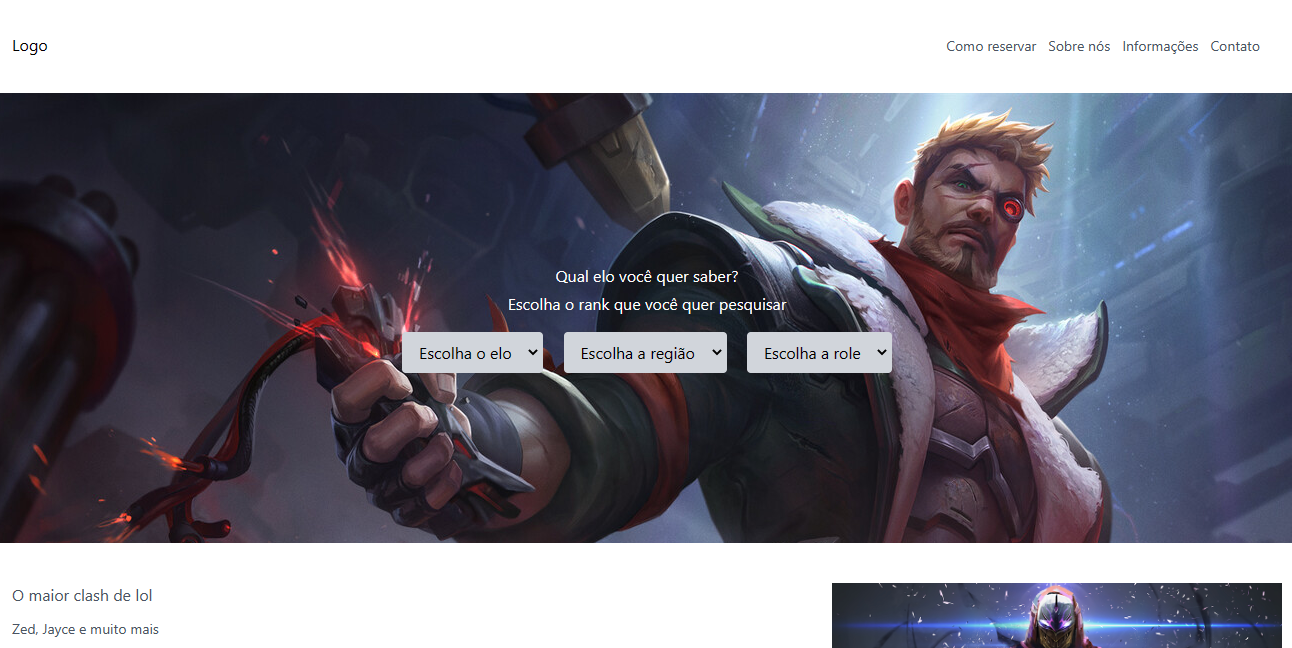 Logo
Como reservar Sobre nós Informações Contato
Qual elo você quer saber?
Escolha o rank que você quer pesquisar
Escolha o elo Escolha a região Escolha a role
O maior clash de lol
Zed, Jayce e muito mais